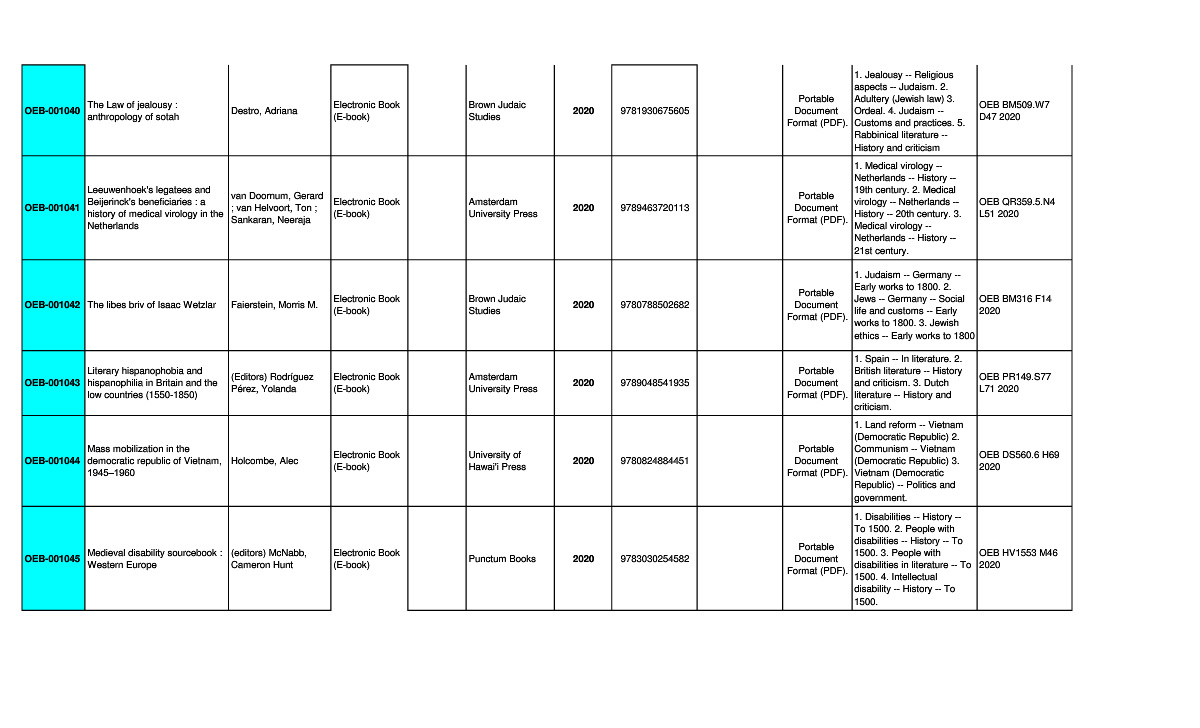 OEB-001040
The Law of jealousy :
anthropology of sotah
Destro, Adriana
Electronic Book
(E-book)
Brown Judaic
Studies
2020
9781930675605
Portable
Document
Format (PDF).
1. Jealousy -- Religious
aspects -- Judaism. 2.
Adultery (Jewish law) 3.
Ordeal. 4. Judaism --
Customs and practices. 5.
Rabbinical literature --
History and criticism
OEB BM509.W7
D47 2020
OEB-001041
Leeuwenhoek's legatees and
Beijerinck's beneficiaries : a
history of medical virology in the
Netherlands
van Doornum, Gerard
; van Helvoort, Ton ;
Sankaran, Neeraja
Electronic Book
(E-book)
Amsterdam
University Press
2020
9789463720113
Portable
Document
Format (PDF).
1. Medical virology --
Netherlands -- History --
19th century. 2. Medical
virology -- Netherlands --
History -- 20th century. 3.
Medical virology --
Netherlands -- History --
21st century.
OEB QR359.5.N4
L51 2020
OEB-001042
The libes briv of Isaac Wetzlar
Faierstein, Morris M.
Electronic Book
(E-book)
Brown Judaic
Studies
2020
9780788502682
Portable
Document
Format (PDF).
1. Judaism -- Germany --
Early works to 1800. 2.
Jews -- Germany -- Social
life and customs -- Early
works to 1800. 3. Jewish
ethics -- Early works to 1800
OEB BM316 F14
2020
OEB-001043
Literary hispanophobia and
hispanophilia in Britain and the
low countries (1550-1850)
(Editors) Rodríguez
Pérez, Yolanda
Electronic Book
(E-book)
Amsterdam
University Press
2020
9789048541935
Portable
Document
Format (PDF).
1. Spain -- In literature. 2.
British literature -- History
and criticism. 3. Dutch
literature -- History and
criticism.
OEB PR149.S77
L71 2020
OEB-001044
Mass mobilization in the
democratic republic of Vietnam,
1945–1960
Holcombe, Alec
Electronic Book
(E-book)
University of
Hawai'i Press
2020
9780824884451
Portable
Document
Format (PDF).
1. Land reform -- Vietnam
(Democratic Republic) 2.
Communism -- Vietnam
(Democratic Republic) 3.
Vietnam (Democratic
Republic) -- Politics and
government.
OEB DS560.6 H69
2020
OEB-001045
Medieval disability sourcebook :
Western Europe
(editors) McNabb,
Cameron Hunt
Electronic Book
(E-book)
Punctum Books
2020
9783030254582
Portable
Document
Format (PDF).
1. Disabilities -- History --
To 1500. 2. People with
disabilities -- History -- To
1500. 3. People with
disabilities in literature -- To
1500. 4. Intellectual
disability -- History -- To
1500.
OEB HV1553 M46
2020